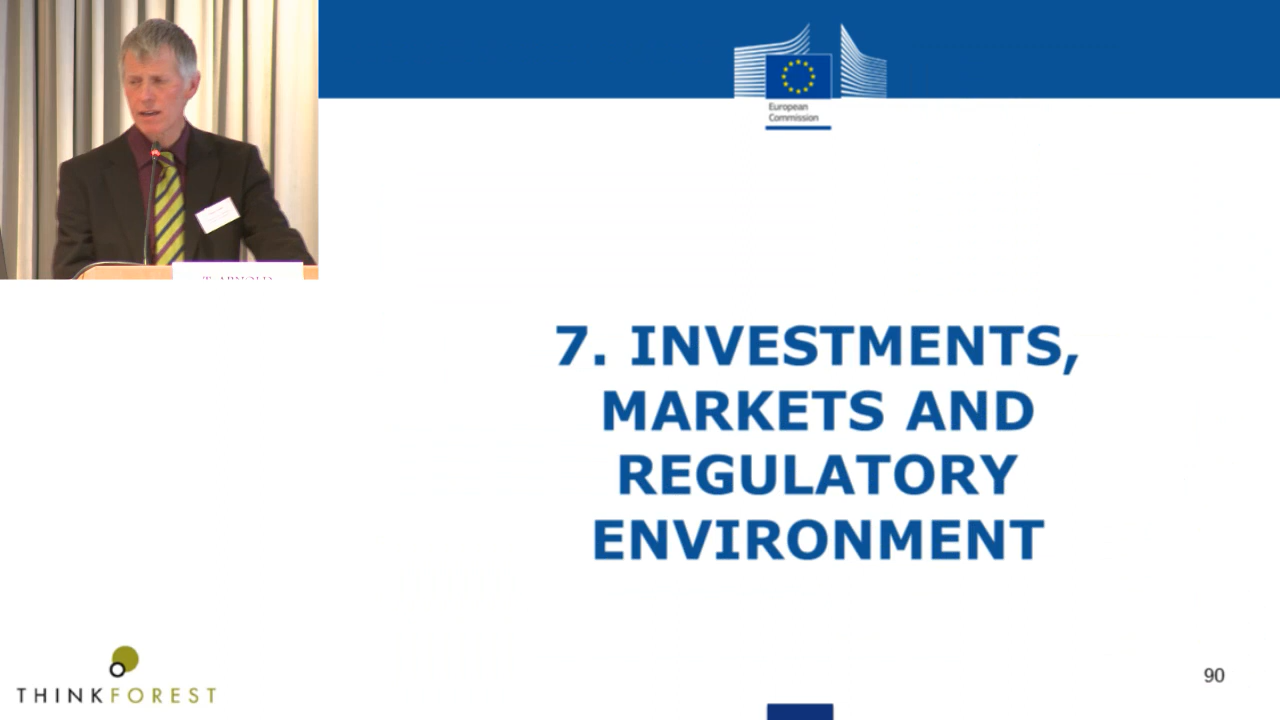 European
Commission
7. INVESTMENTS,
MARKETS AND
REGULATORY
ENVIRONMENT
THINKFOREST
90